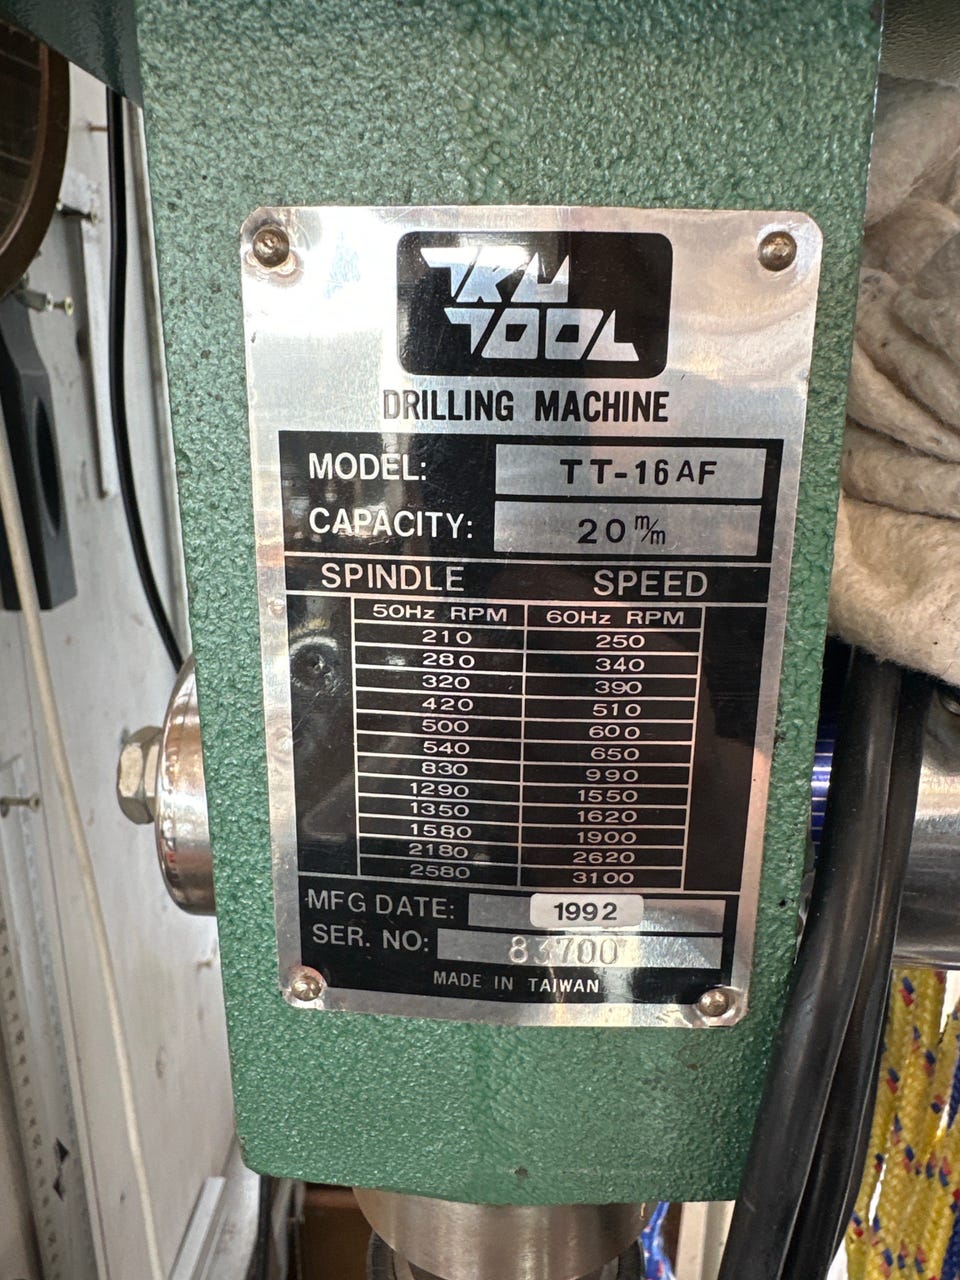 TRU
TOOL
DRILLING MACHINE
MODEL: TT-16AF
CAPACITY: 20 m/m
SPINDLE SPEED
50Hz RPM 60Hz RPM
210 250
280 340
320 390
420 510
500 600
540 650
830 990
1290 1550
1350 1620
1580 1900
2180 2620
2580 3100
MFG DATE: 1992
SER. NO: 83700
MADE IN TAIWAN